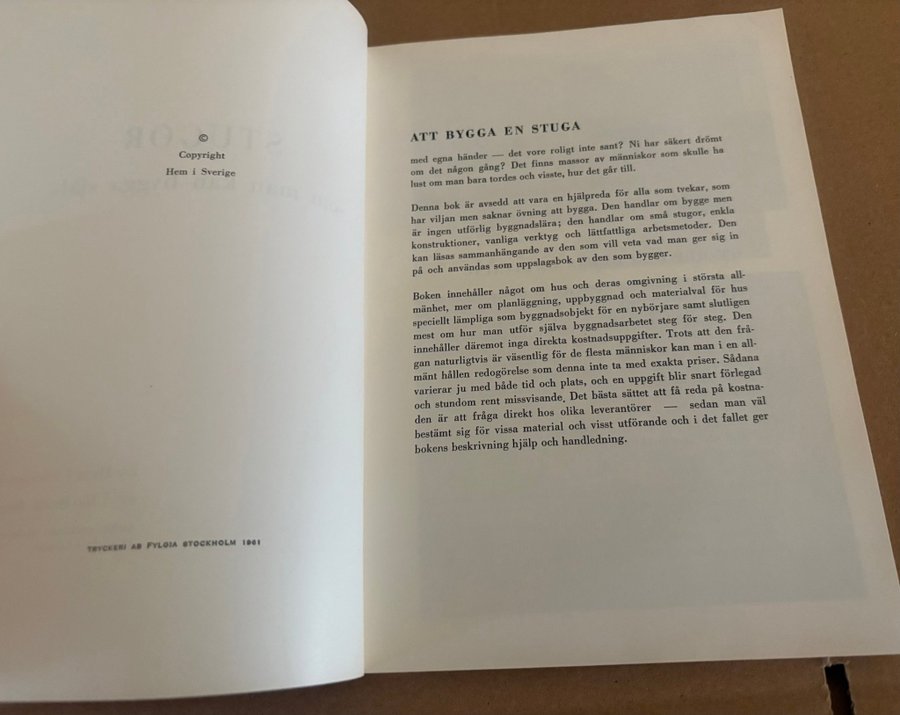 ©
Copyright
Hem i Sverige
TRYCKERI AB FYLGIA STOCKHOLM 1961
ATT BYGGA EN STUGA
med egna händer — det vore roligt inte sant? Ni har säkert drömt
om det någon gång? Det finns massor av människor som skulle ha
lust om man bara tordes och visste, hur det går till.
Denna bok är avsedd att vara en hjälpreda för alla som tvekar, som
har viljan men saknar övning att bygga. Den handlar om bygge men
är ingen utförlig byggnadslära; den handlar om små stugor, enkla
konstruktioner, vanliga verktyg och lättfattliga arbetsmetoder. Den
kan läsas sammanhängande av den som vill veta vad man ger sig in
på och användas som uppslagsbok av den som bygger.
Boken innehåller något om hus och deras omgivning i största all-
mänhet, mer om planläggning, uppbyggnad och materialval för hus
speciellt lämpliga som byggnadsobjekt för en nybörjare samt slutligen
mest om hur man utför själva byggnadsarbetet steg för steg. Den
innehåller däremot inga direkta kostnadsuppgifter. Trots att den frå-
gan naturligtvis är väsentlig för de flesta människor kan man i en all-
mänt hållen redogörelse som denna inte ta med exakta priser. Sådana
varierar ju med både tid och plats, och en uppgift blir snart förlegad
och stundom rent missvisande. Det bästa sättet att få reda på kostna-
den är att fråga direkt hos olika leverantörer — sedan man väl
bestämt sig för vissa material och visst utförande och i det fallet ger
bokens beskrivning hjälp och handledning.